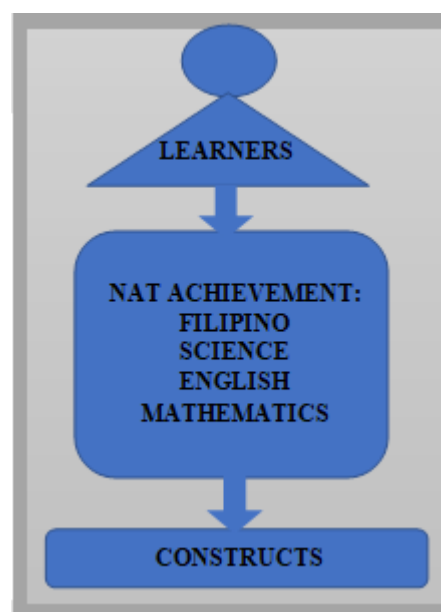 LEARNERS
NAT ACHIEVEMENT:
FILIPINO
SCIENCE
ENGLISH
MATHEMATICS
CONSTRUCTS